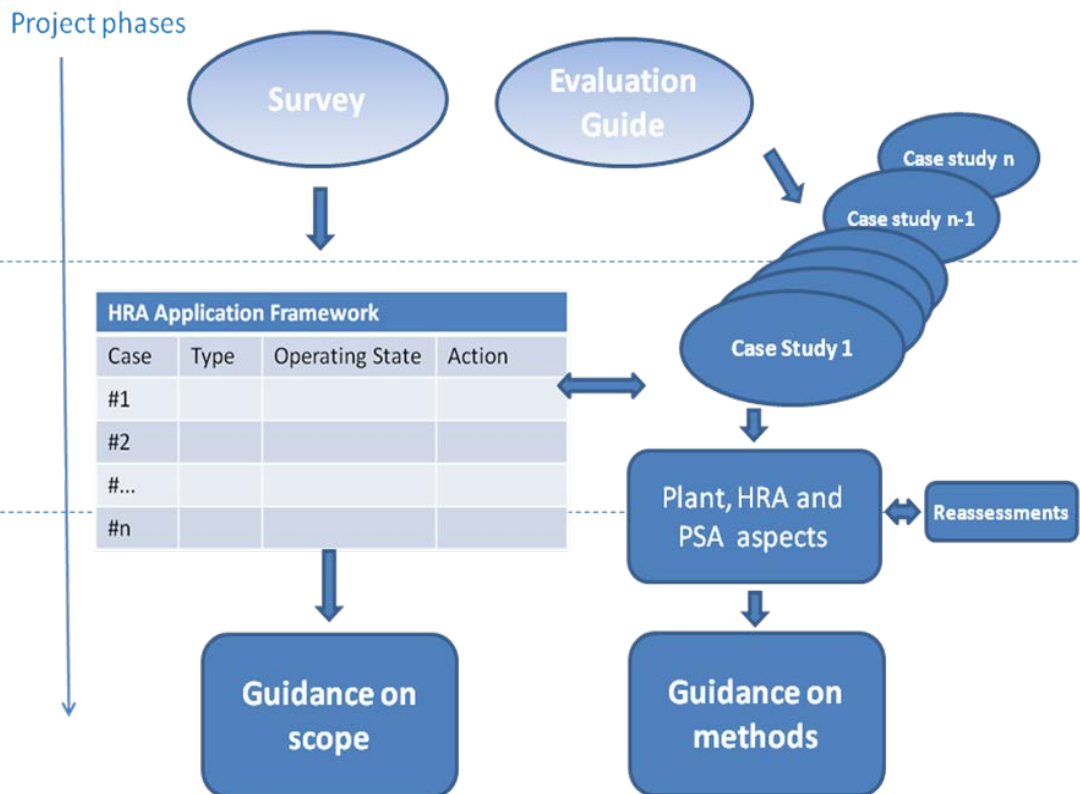 Project phases
Survey
Evaluation
Guide
Case study n
Case study n-1
Case Study 1
HRA Application Framework
Case Type Operating State Action
#1
#2
#...
#n
Plant, HRA and
PSA aspects
Reassessments
Guidance on
scope
Guidance on
methods